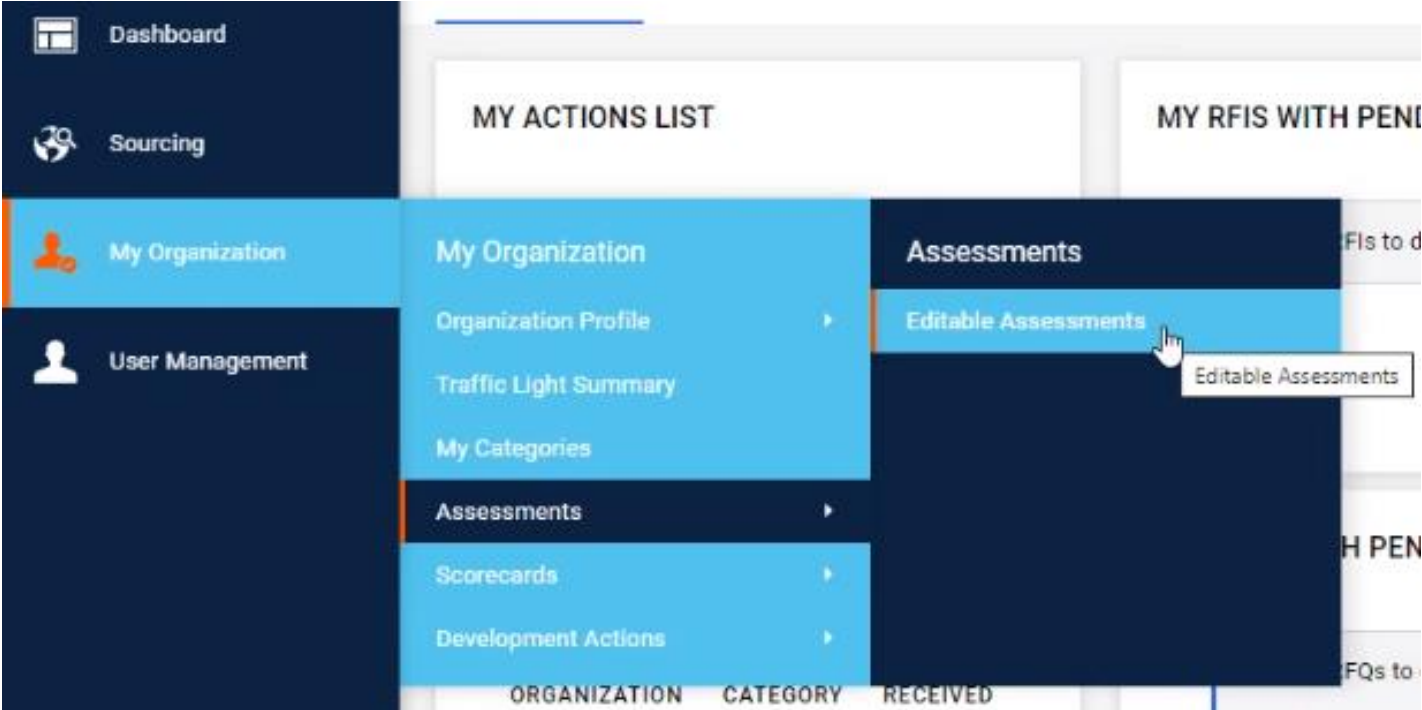 Dashboard
Sourcing
My Organization
User Management
MY ACTIONS LIST
MY RFIS WITH PEND
My Organization
Organization Profile
Traffic Light Summary
My Categories
Assessments
Scorecards
Development Actions
Assessments
Editable Assessments
Editable Assessments
FIs to d
H PEN
FQs to
ORGANIZATION CATEGORY RECEIVED